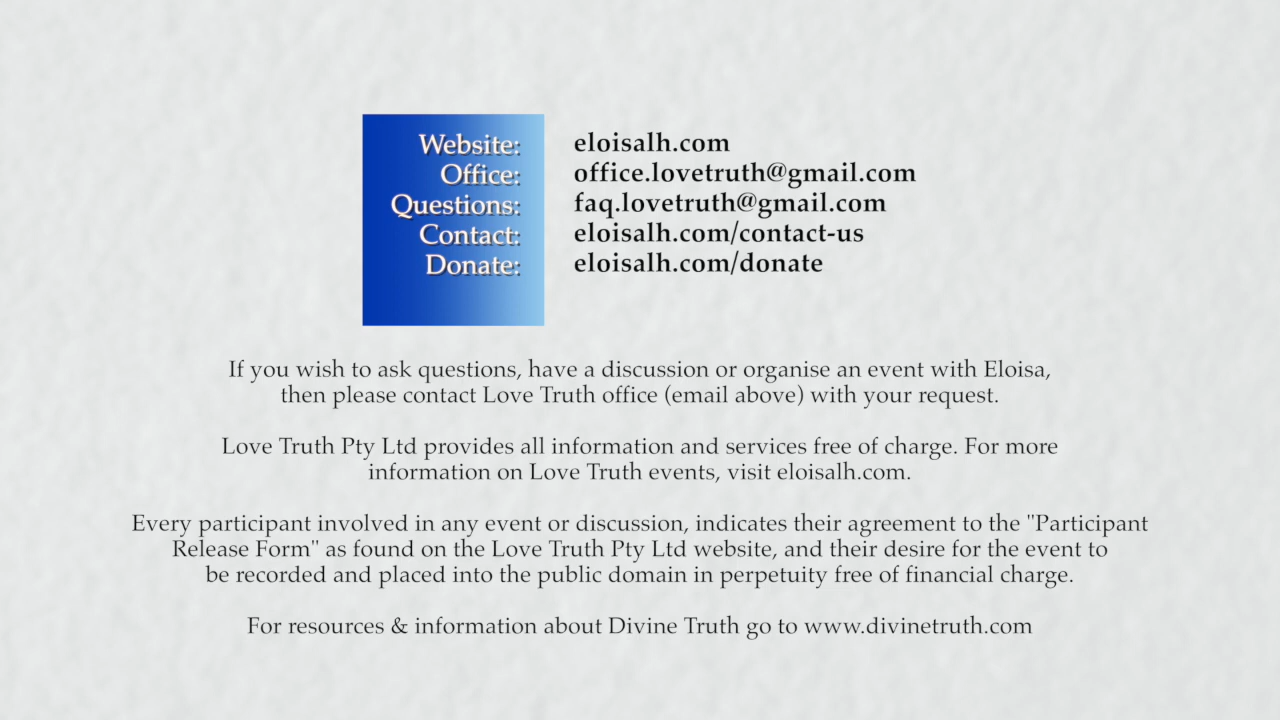 Website: eloisalh.com
Office: office.lovetruth@gmail.com
Questions: faq.lovetruth@gmail.com
Contact: eloisalh.com/contact-us
Donate: eloisalh.com/donate
If you wish to ask questions, have a discussion or organise an event with Eloisa,
then please contact Love Truth office (email above) with your request.
Love Truth Pty Ltd provides all information and services free of charge. For more
information on Love Truth events, visit eloisalh.com.
Every participant involved in any event or discussion, indicates their agreement to the "Participant
Release Form" as found on the Love Truth Pty Ltd website, and their desire for the event to
be recorded and placed into the public domain in perpetuity free of financial charge.
For resources & information about Divine Truth go to www.divinetruth.com